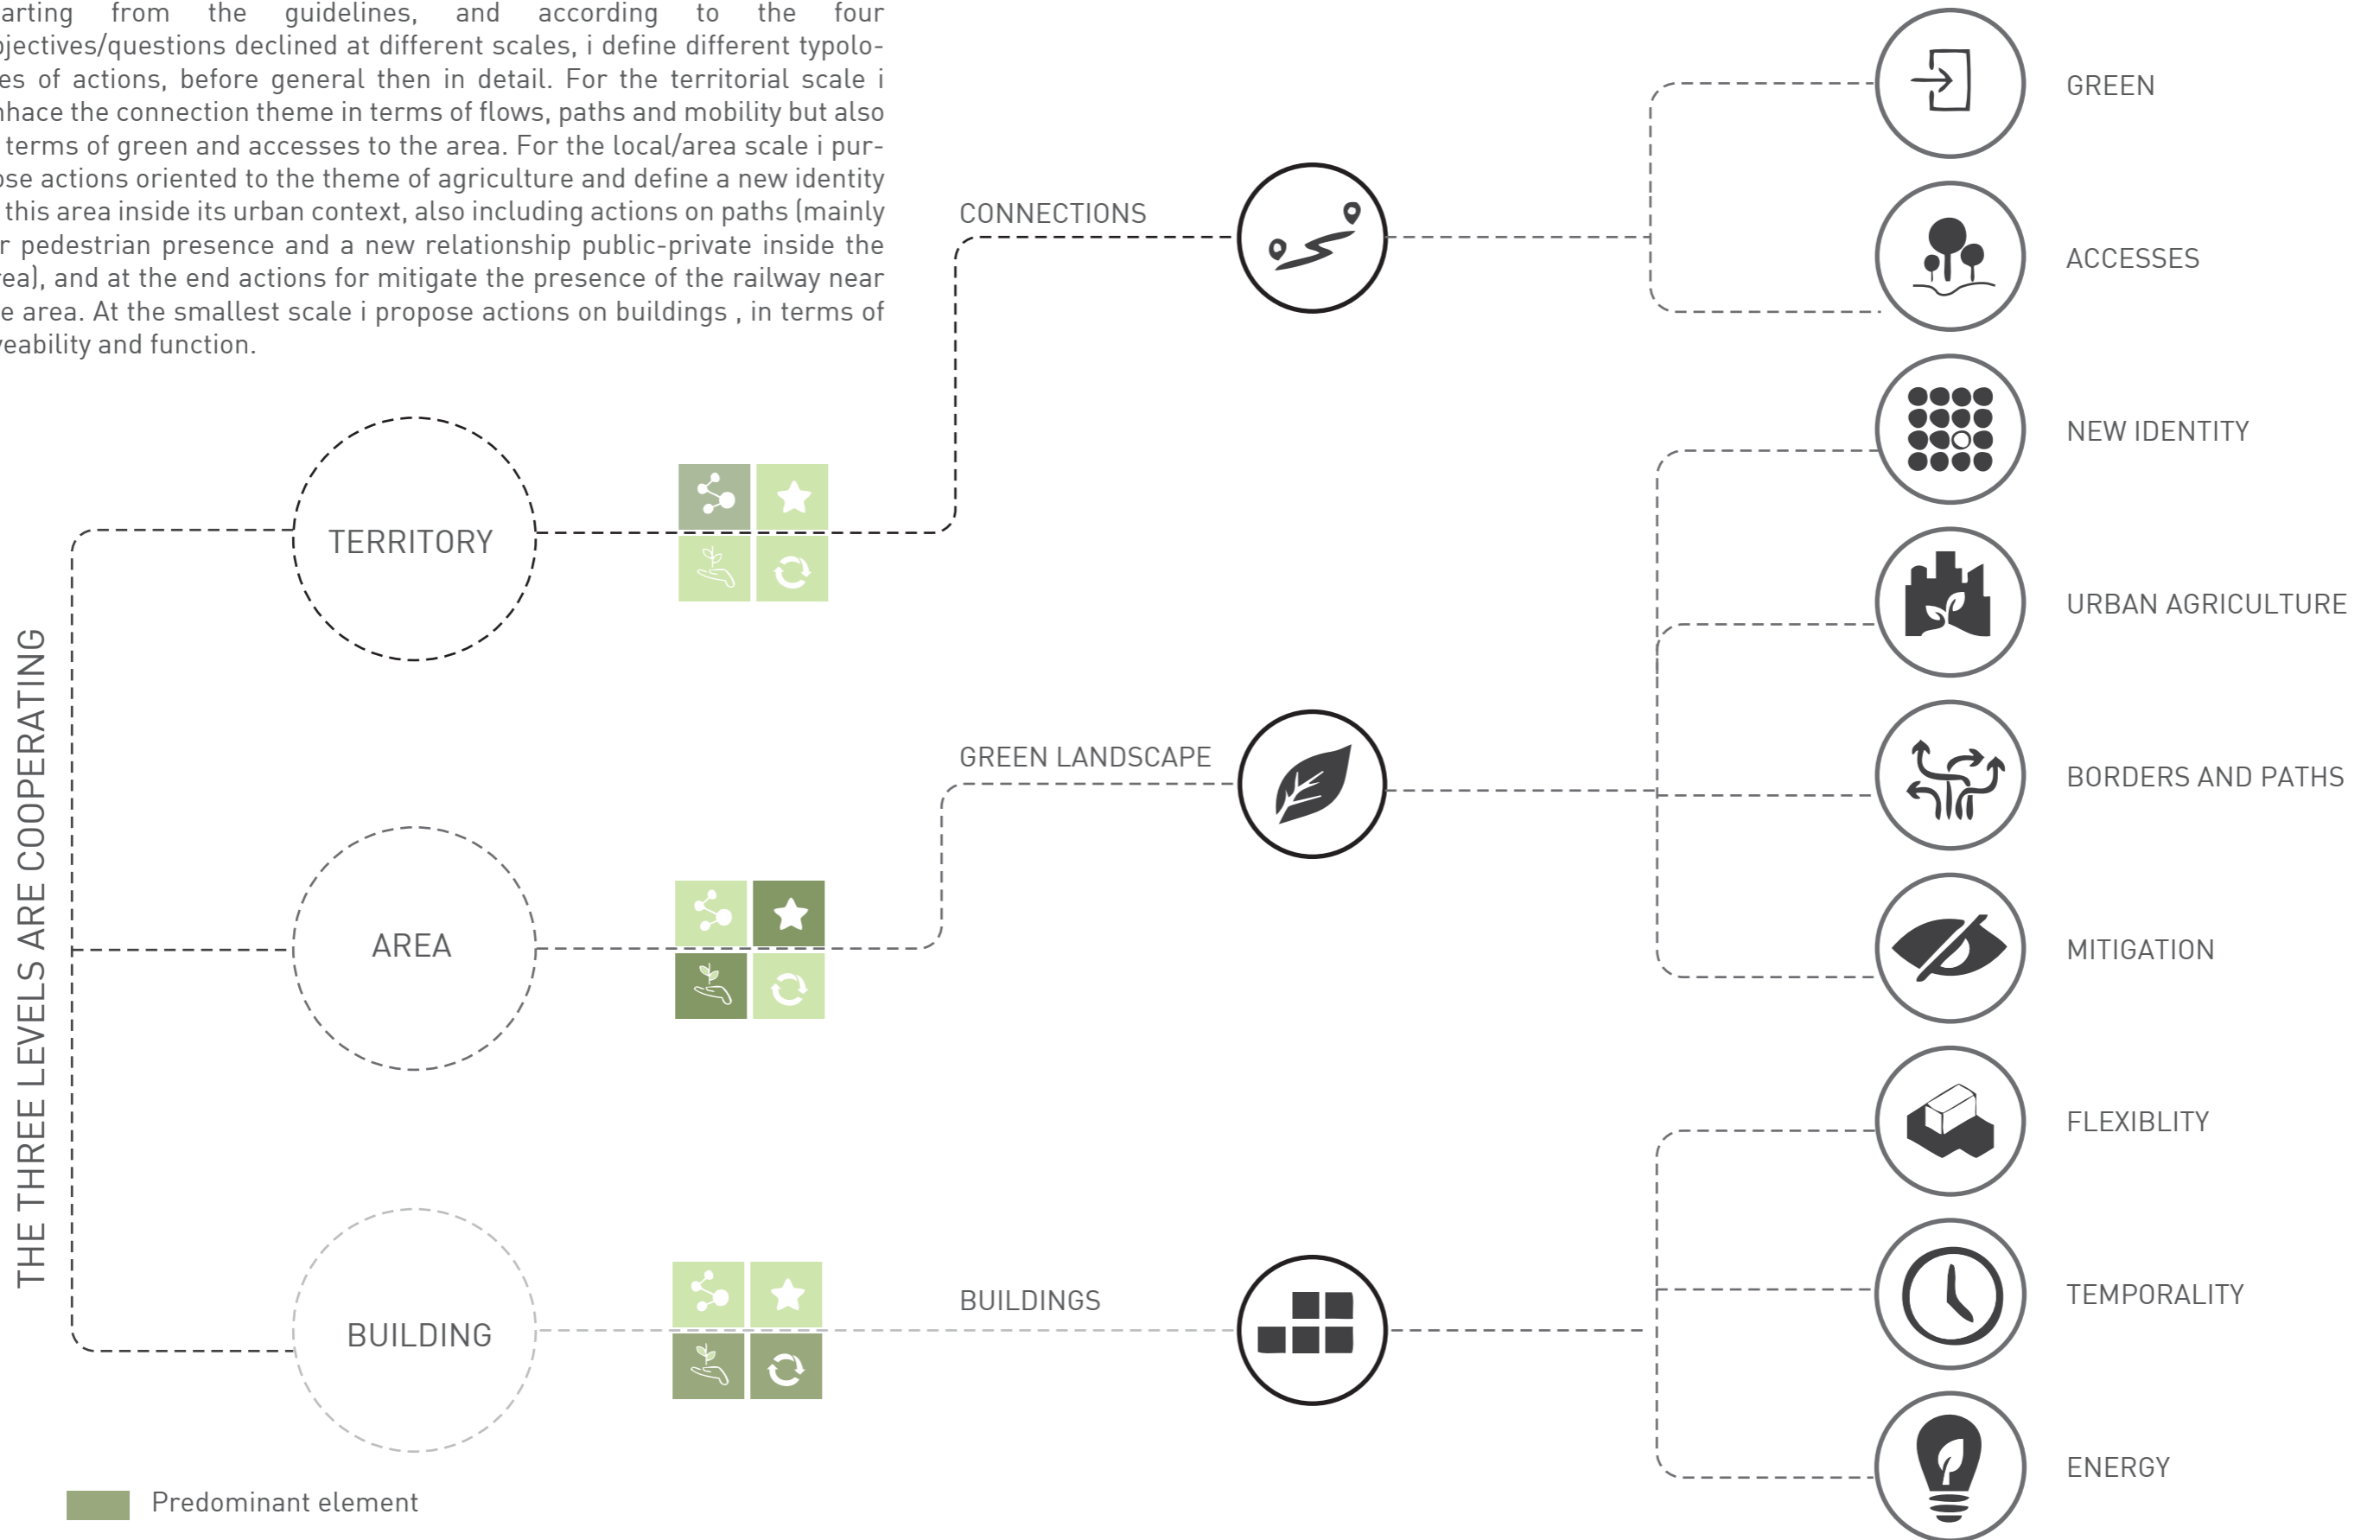 arting from the guidelines, and according to the four
jectives/questions declined at different scales, i define different typolo-
es of actions, before general then in detail. For the territorial scale i
hace the connection theme in terms of flows, paths and mobility but also
terms of green and accesses to the area. For the local/area scale i pur-
ose actions oriented to the theme of agriculture and define a new identity
this area inside its urban context, also including actions on paths (mainly
r pedestrian presence and a new relationship public-private inside the
rea), and at the end actions for mitigate the presence of the railway near
e area. At the smallest scale i propose actions on buildings , in terms of
veability and function.
GREEN
CONNECTIONS
ACCESSES
NEW IDENTITY
TERRITORY
URBAN AGRICULTURE
THE THREE LEVELS ARE COOPERATING
GREEN LANDSCAPE
BORDERS AND PATHS
AREA
MITIGATION
FLEXIBLITY
BUILDINGS
TEMPORALITY
BUILDING
ENERGY
Predominant element